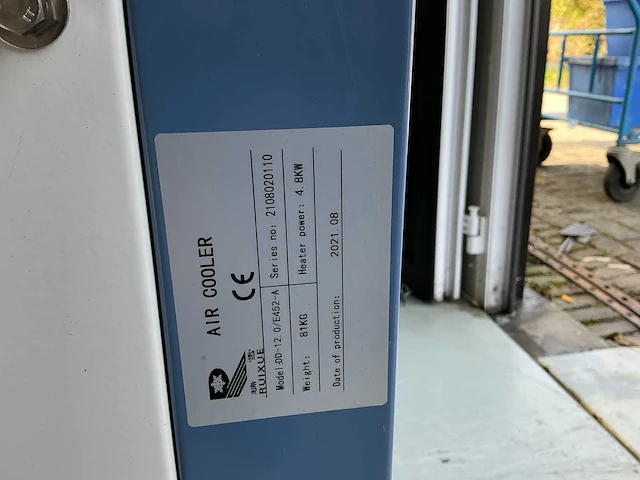 AIR COOLER
CE
RUIXUE
Model:DD-12.0/E452-A Series no: 2108020110
Weight: 81KG Heater power: 4.8KW
Date of production: 2021.08